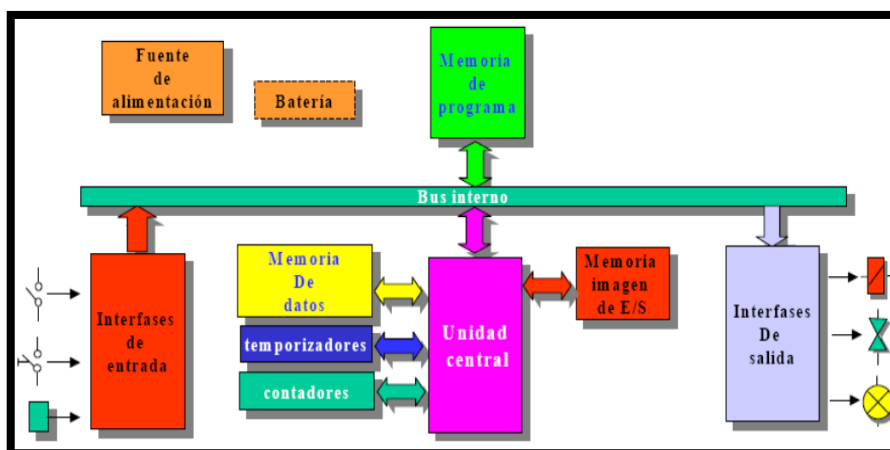 Fuente
de
alimentación
Batería
Memoria
de
programa
Bus interno
Interfases
de
entrada
Memoria
De
datos
temporizadores
contadores
Unidad
central
Memoria
imagen
de E/S
Interfases
De
salida